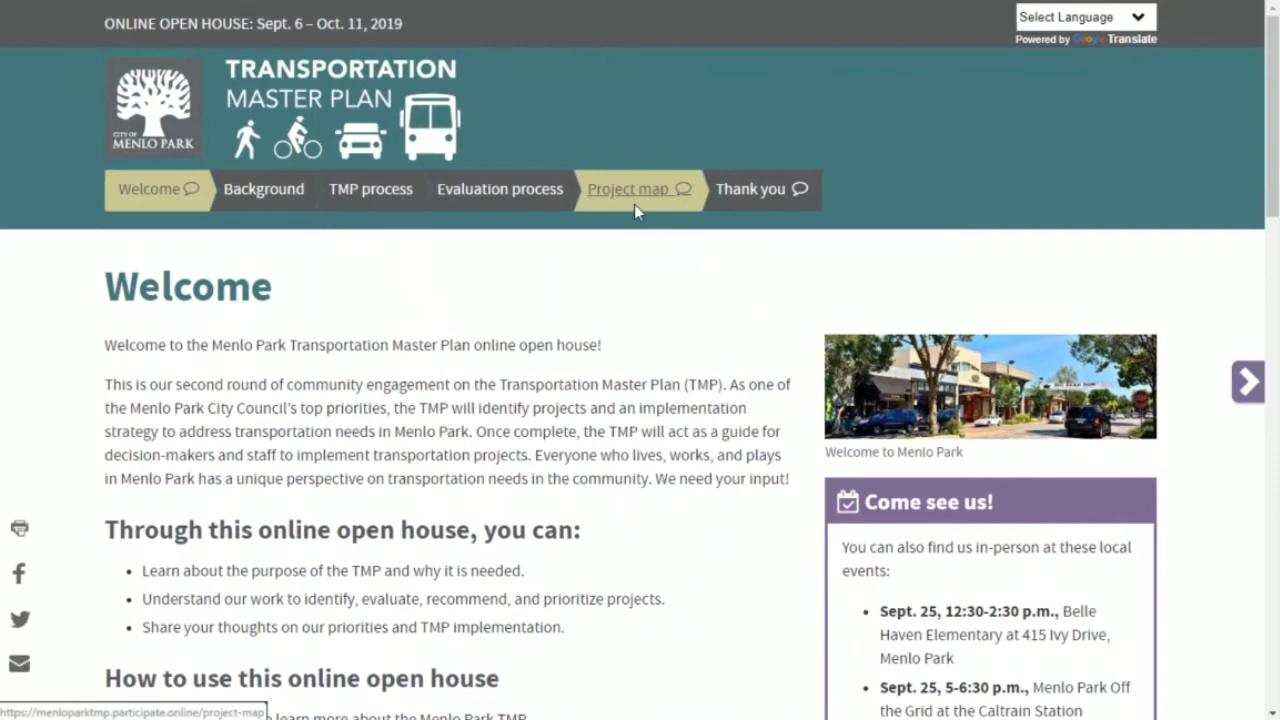 ONLINE OPEN HOUSE: Sept. 6 – Oct. 11, 2019
Select Language
Powered by Google Translate
CITY OF
MENLO PARK
TRANSPORTATION
MASTER PLAN
Welcome
Background
TMP process
Evaluation process
Project map
Thank you
Welcome
Welcome to the Menlo Park Transportation Master Plan online open house!
This is our second round of community engagement on the Transportation Master Plan (TMP). As one of
the Menlo Park City Council's top priorities, the TMP will identify projects and an implementation
strategy to address transportation needs in Menlo Park. Once complete, the TMP will act as a guide for
decision-makers and staff to implement transportation projects. Everyone who lives, works, and plays
in Menlo Park has a unique perspective on transportation needs in the community. We need your input!
Through this online open house, you can:
• Learn about the purpose of the TMP and why it is needed.
• Understand our work to identify, evaluate, recommend, and prioritize projects.
• Share your thoughts on our priorities and TMP implementation.
How to use this online open house
learn more about the Menlo Park TMP
Welcome to Menlo Park
Come see us!
You can also find us in-person at these local
events:
• Sept. 25, 12:30-2:30 p.m., Belle
Haven Elementary at 415 Ivy Drive,
Menlo Park
• Sept. 25, 5-6:30 p.m., Menlo Park Off
the Grid at the Caltrain Station
https://menloparktmp.participate.online/project-map